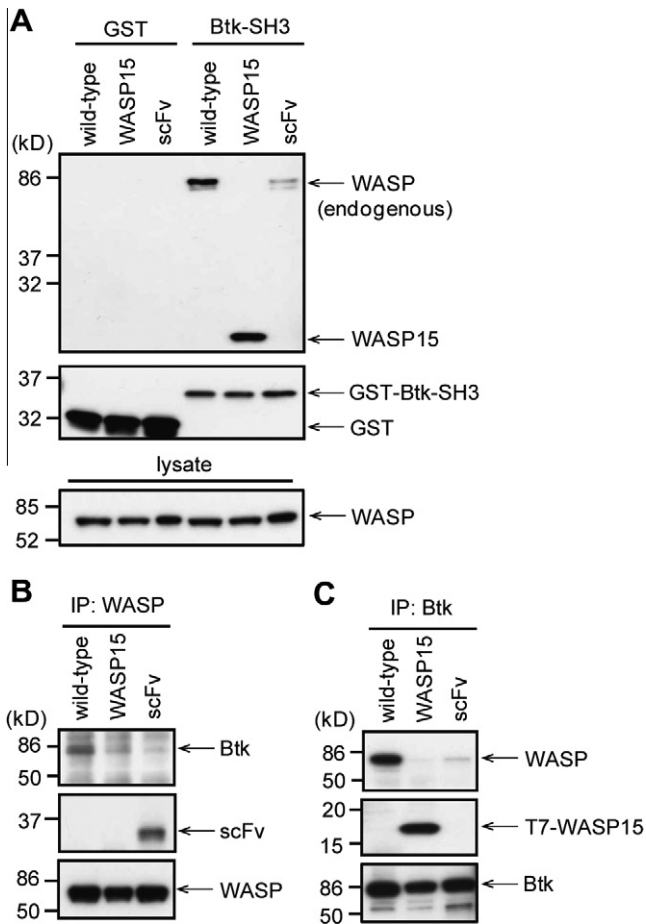 A
GST
Btk-SH3
wild-type
WASP15
scFv
wild-type
WASP15
scFv
(kD)
86
37
32
WASP
(endogenous)
WASP15
37
32
GST-Btk-SH3
GST
lysate
85
52
WASP
B
IP: WASP
wild-type
WASP15
scFv
(kD)
86
50
Btk
37
scFv
86
50
WASP
C
IP: Btk
wild-type
WASP15
scFv
(kD)
86
50
WASP
20
15
T7-WASP15
86
50
Btk